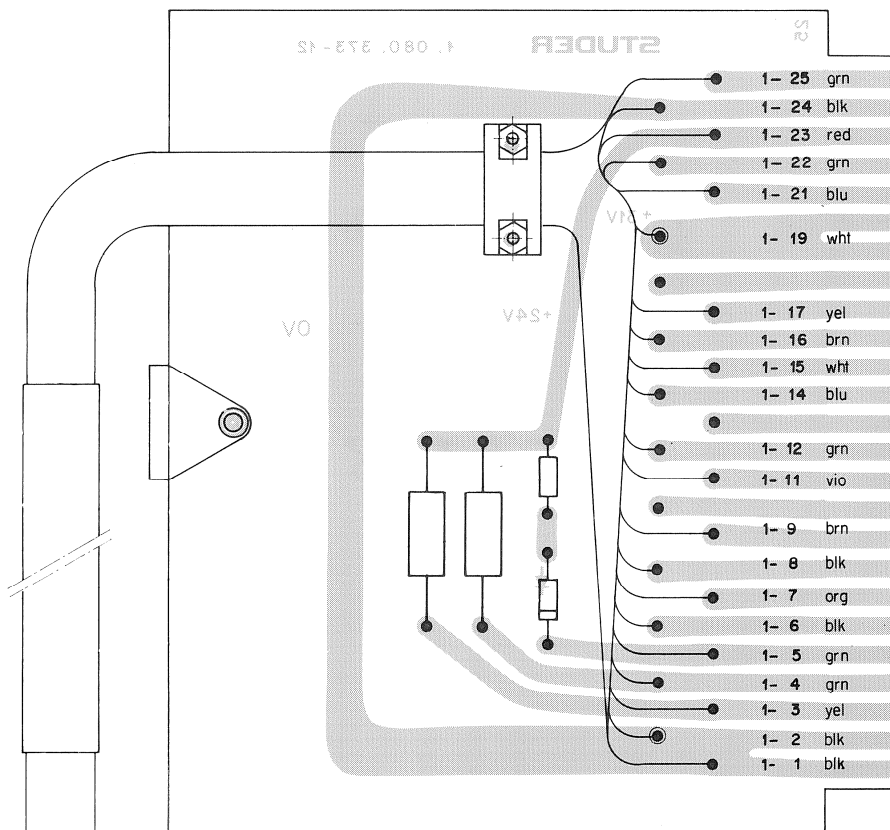 1. 080. 373-12 STUDER 25
1- 25 grn
1- 24 blk
1- 23 red
1- 22 grn
1- 21 blu
+31V
1- 19 wht
+24V
0V
1- 17 yel
1- 16 brn
1- 15 wht
1- 14 blu
1- 12 grn
1- 11 vio
1- 9 brn
1- 8 blk
1- 7 org
1- 6 blk
1- 5 grn
1- 4 grn
1- 3 yel
1- 2 blk
1- 1 blk